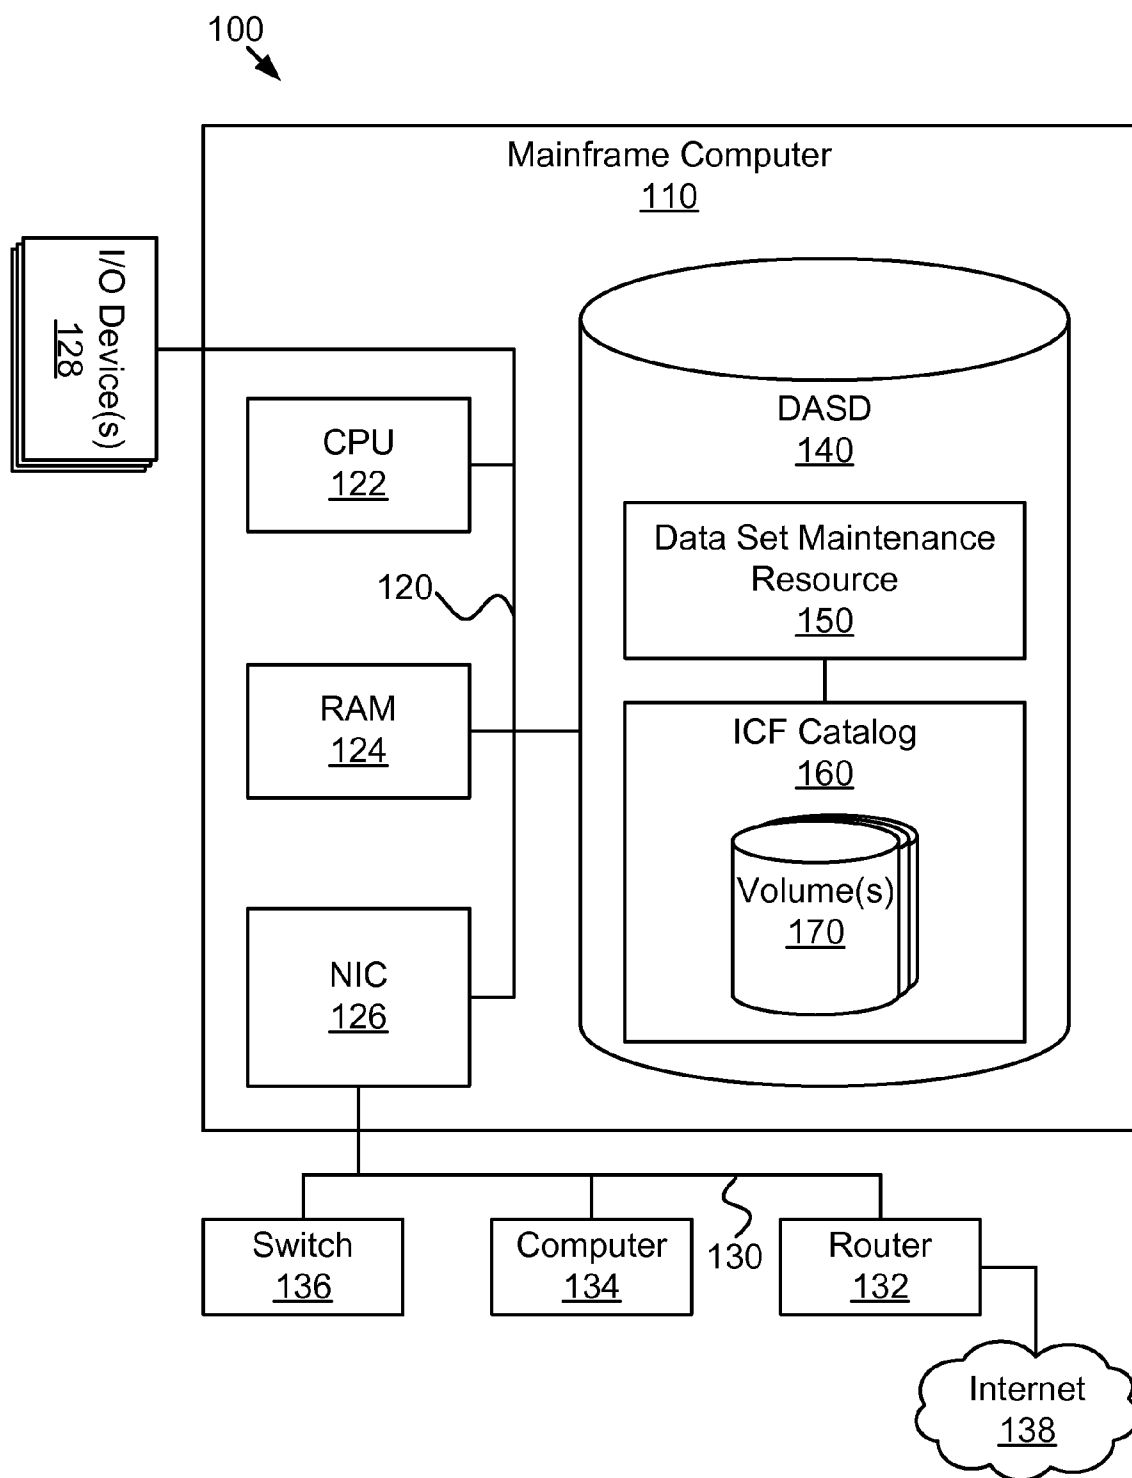 100
Mainframe Computer
110
I/O Device(s)
128
CPU
122
DASD
140
Data Set Maintenance
Resource
150
120
RAM
124
ICF Catalog
160
Volume(s)
170
NIC
126
Switch
136
Computer
134
130
Router
132
Internet
138